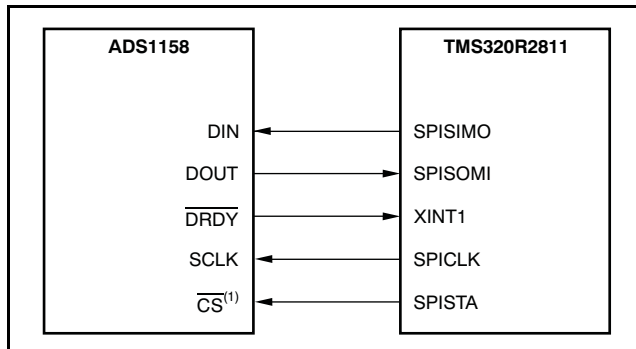 ADS1158 TMS320R2811
DIN SPISIMO
DOUT SPISOMI
DRDY XINT1
SCLK SPICLK
CS(1) SPISTA